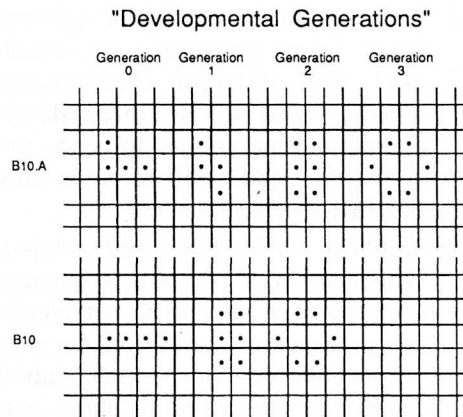 "Developmental Generations"
Generation Generation Generation Generation
0 1 2 3
B10.A
B10